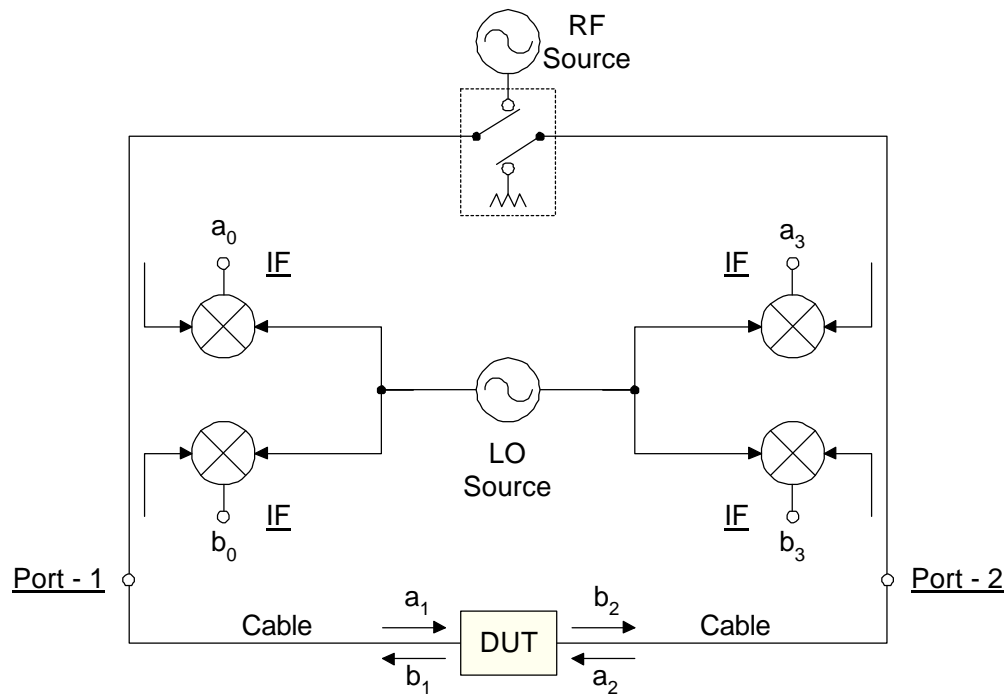 RF
Source
a₀
IF
a₃
IF
LO
Source
IF
b₀
IF
b₃
Port - 1
Port - 2
Cable
a₁
b₁
DUT
b₂
a₂
Cable